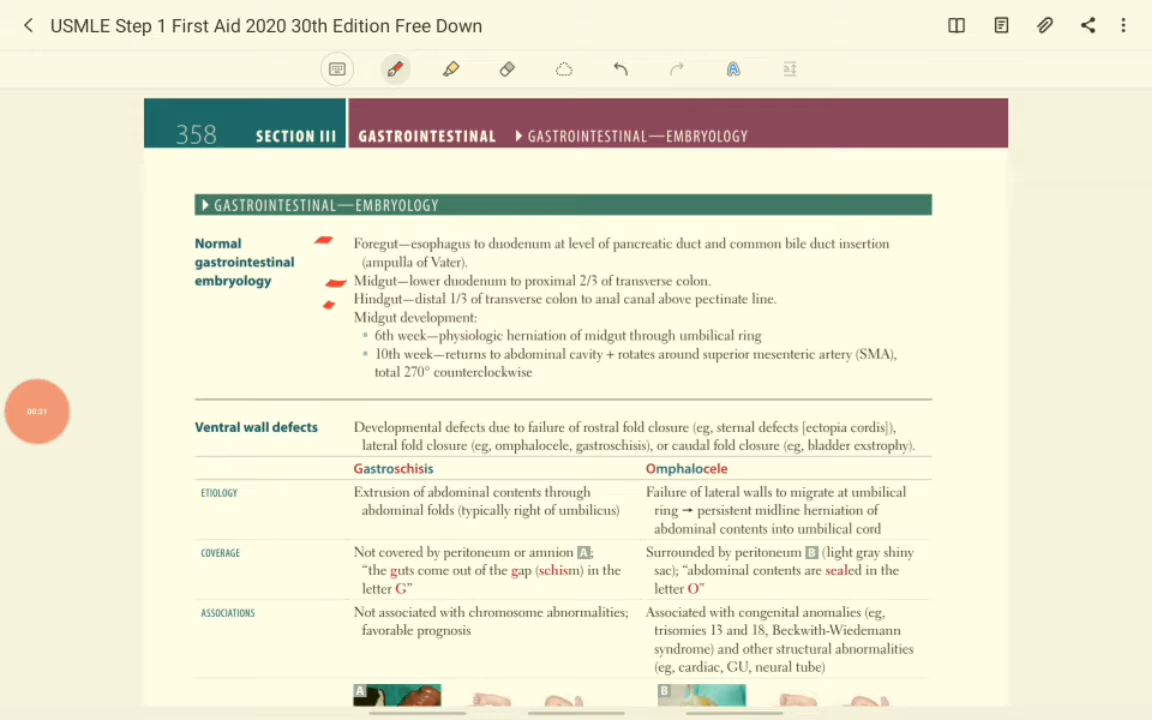 USMLE Step 1 First Aid 2020 30th Edition Free Down
358 SECTION III GASTROINTESTINAL ▶ GASTROINTESTINAL—EMBRYOLOGY
▶ GASTROINTESTINAL—EMBRYOLOGY
Normal gastrointestinal embryology
Foregut—esophagus to duodenum at level of pancreatic duct and common bile duct insertion
(ampulla of Vater).
Midgut—lower duodenum to proximal 2/3 of transverse colon.
Hindgut—distal 1/3 of transverse colon to anal canal above pectinate line.
Midgut development:
▪ 6th week—physiologic herniation of midgut through umbilical ring
▪ 10th week—returns to abdominal cavity + rotates around superior mesenteric artery (SMA),
total 270° counterclockwise
00:31
Ventral wall defects
Developmental defects due to failure of rostral fold closure (eg, sternal defects [ectopia cordis]),
lateral fold closure (eg, omphalocele, gastroschisis), or caudal fold closure (eg, bladder exstrophy).
Gastroschisis Omphalocele
ETIOLOGY
Extrusion of abdominal contents through
abdominal folds (typically right of umbilicus)
Failure of lateral walls to migrate at umbilical
ring → persistent midline herniation of
abdominal contents into umbilical cord
COVERAGE
Not covered by peritoneum or amnion A;
“the guts come out of the gap (schism) in the
letter G”
Surrounded by peritoneum B (light gray shiny
sac); “abdominal contents are sealed in the
letter O”
ASSOCIATIONS
Not associated with chromosome abnormalities;
favorable prognosis
Associated with congenital anomalies (eg,
trisomies 13 and 18, Beckwith-Wiedemann
syndrome) and other structural abnormalities
(eg, cardiac, GU, neural tube)
A B